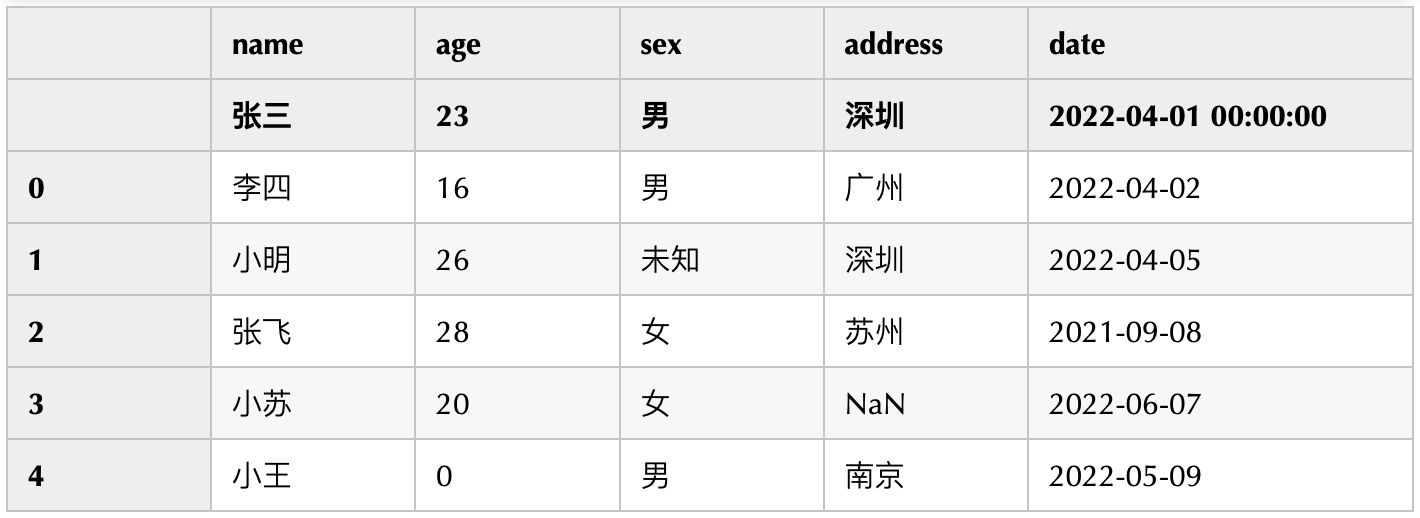 name age sex address date
张三 23 男 深圳 2022-04-01 00:00:00
0 李四 16 男 广州 2022-04-02
1 小明 26 未知 深圳 2022-04-05
2 张飞 28 女 苏州 2021-09-08
3 小苏 20 女 NaN 2022-06-07
4 小王 0 男 南京 2022-05-09